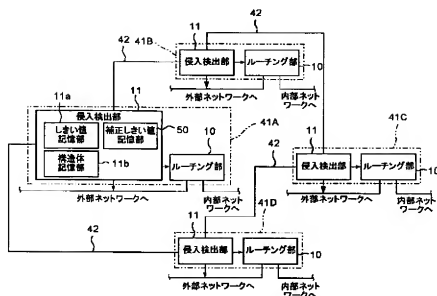 42
41B
11
42
侵入検出部
ルーチング部
10
外部ネットワークへ
内部ネットワークへ
11a
11
侵入検出部
しきい値記憶部
補正しきい値記憶部
50
構造体記憶部
11b
10
ルーチング部
41A
外部ネットワークへ
内部ネットワークへ
42
11
41C
侵入検出部
ルーチング部
10
外部ネットワークへ
内部ネットワークへ
42
11
41D
侵入検出部
ルーチング部
10
外部ネットワークへ
内部ネットワークへ